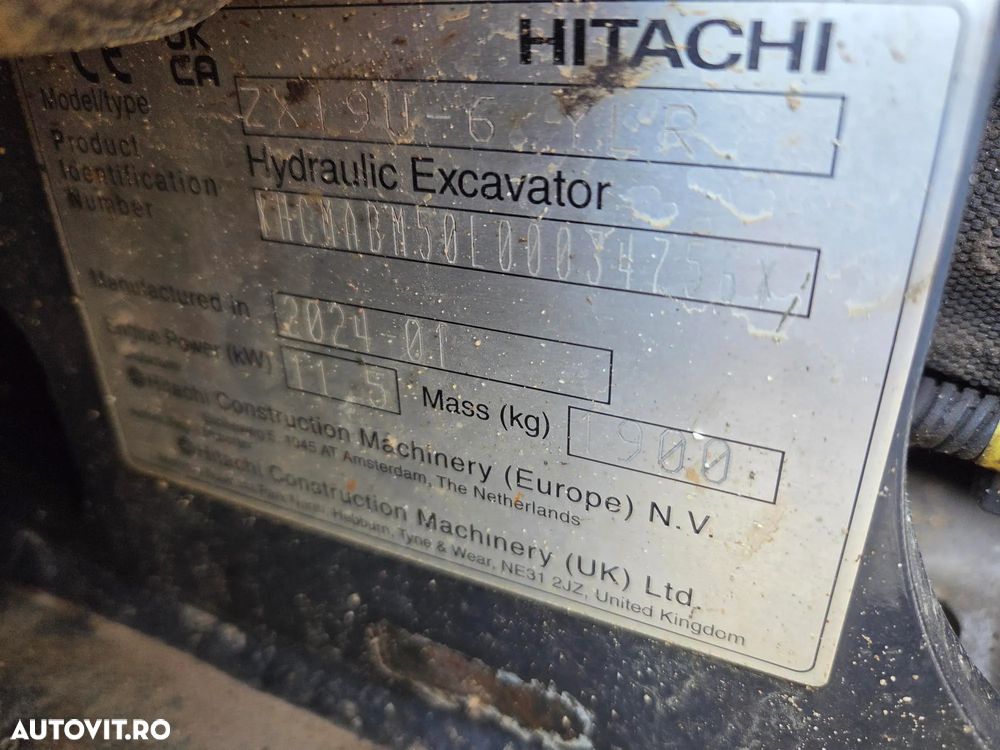 HITACHI
CE UK
CA
Model/type ZX19U-6 YLR
Hydraulic Excavator
Product
Identification
Number
Manufactured in 2024-01
Engine Power (kW) 11.5 Mass (kg) 1900
Hitachi Construction Machinery (Europe) N.V.
1045 AT Amsterdam, The Netherlands
Hitachi Construction Machinery (UK) Ltd.
Hebburn, Tyne & Wear, NE31 2JZ, United Kingdom
AUTOVIT.RO